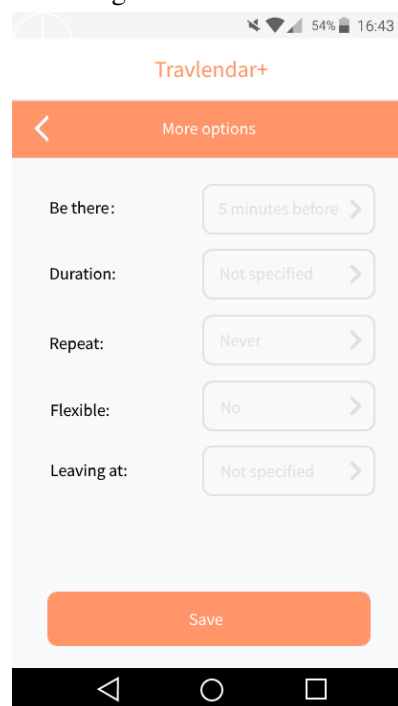 54% 16:43
Travlendar+
More options
Be there: 5 minutes before
Duration: Not specified
Repeat: Never
Flexible: No
Leaving at: Not specified
Save